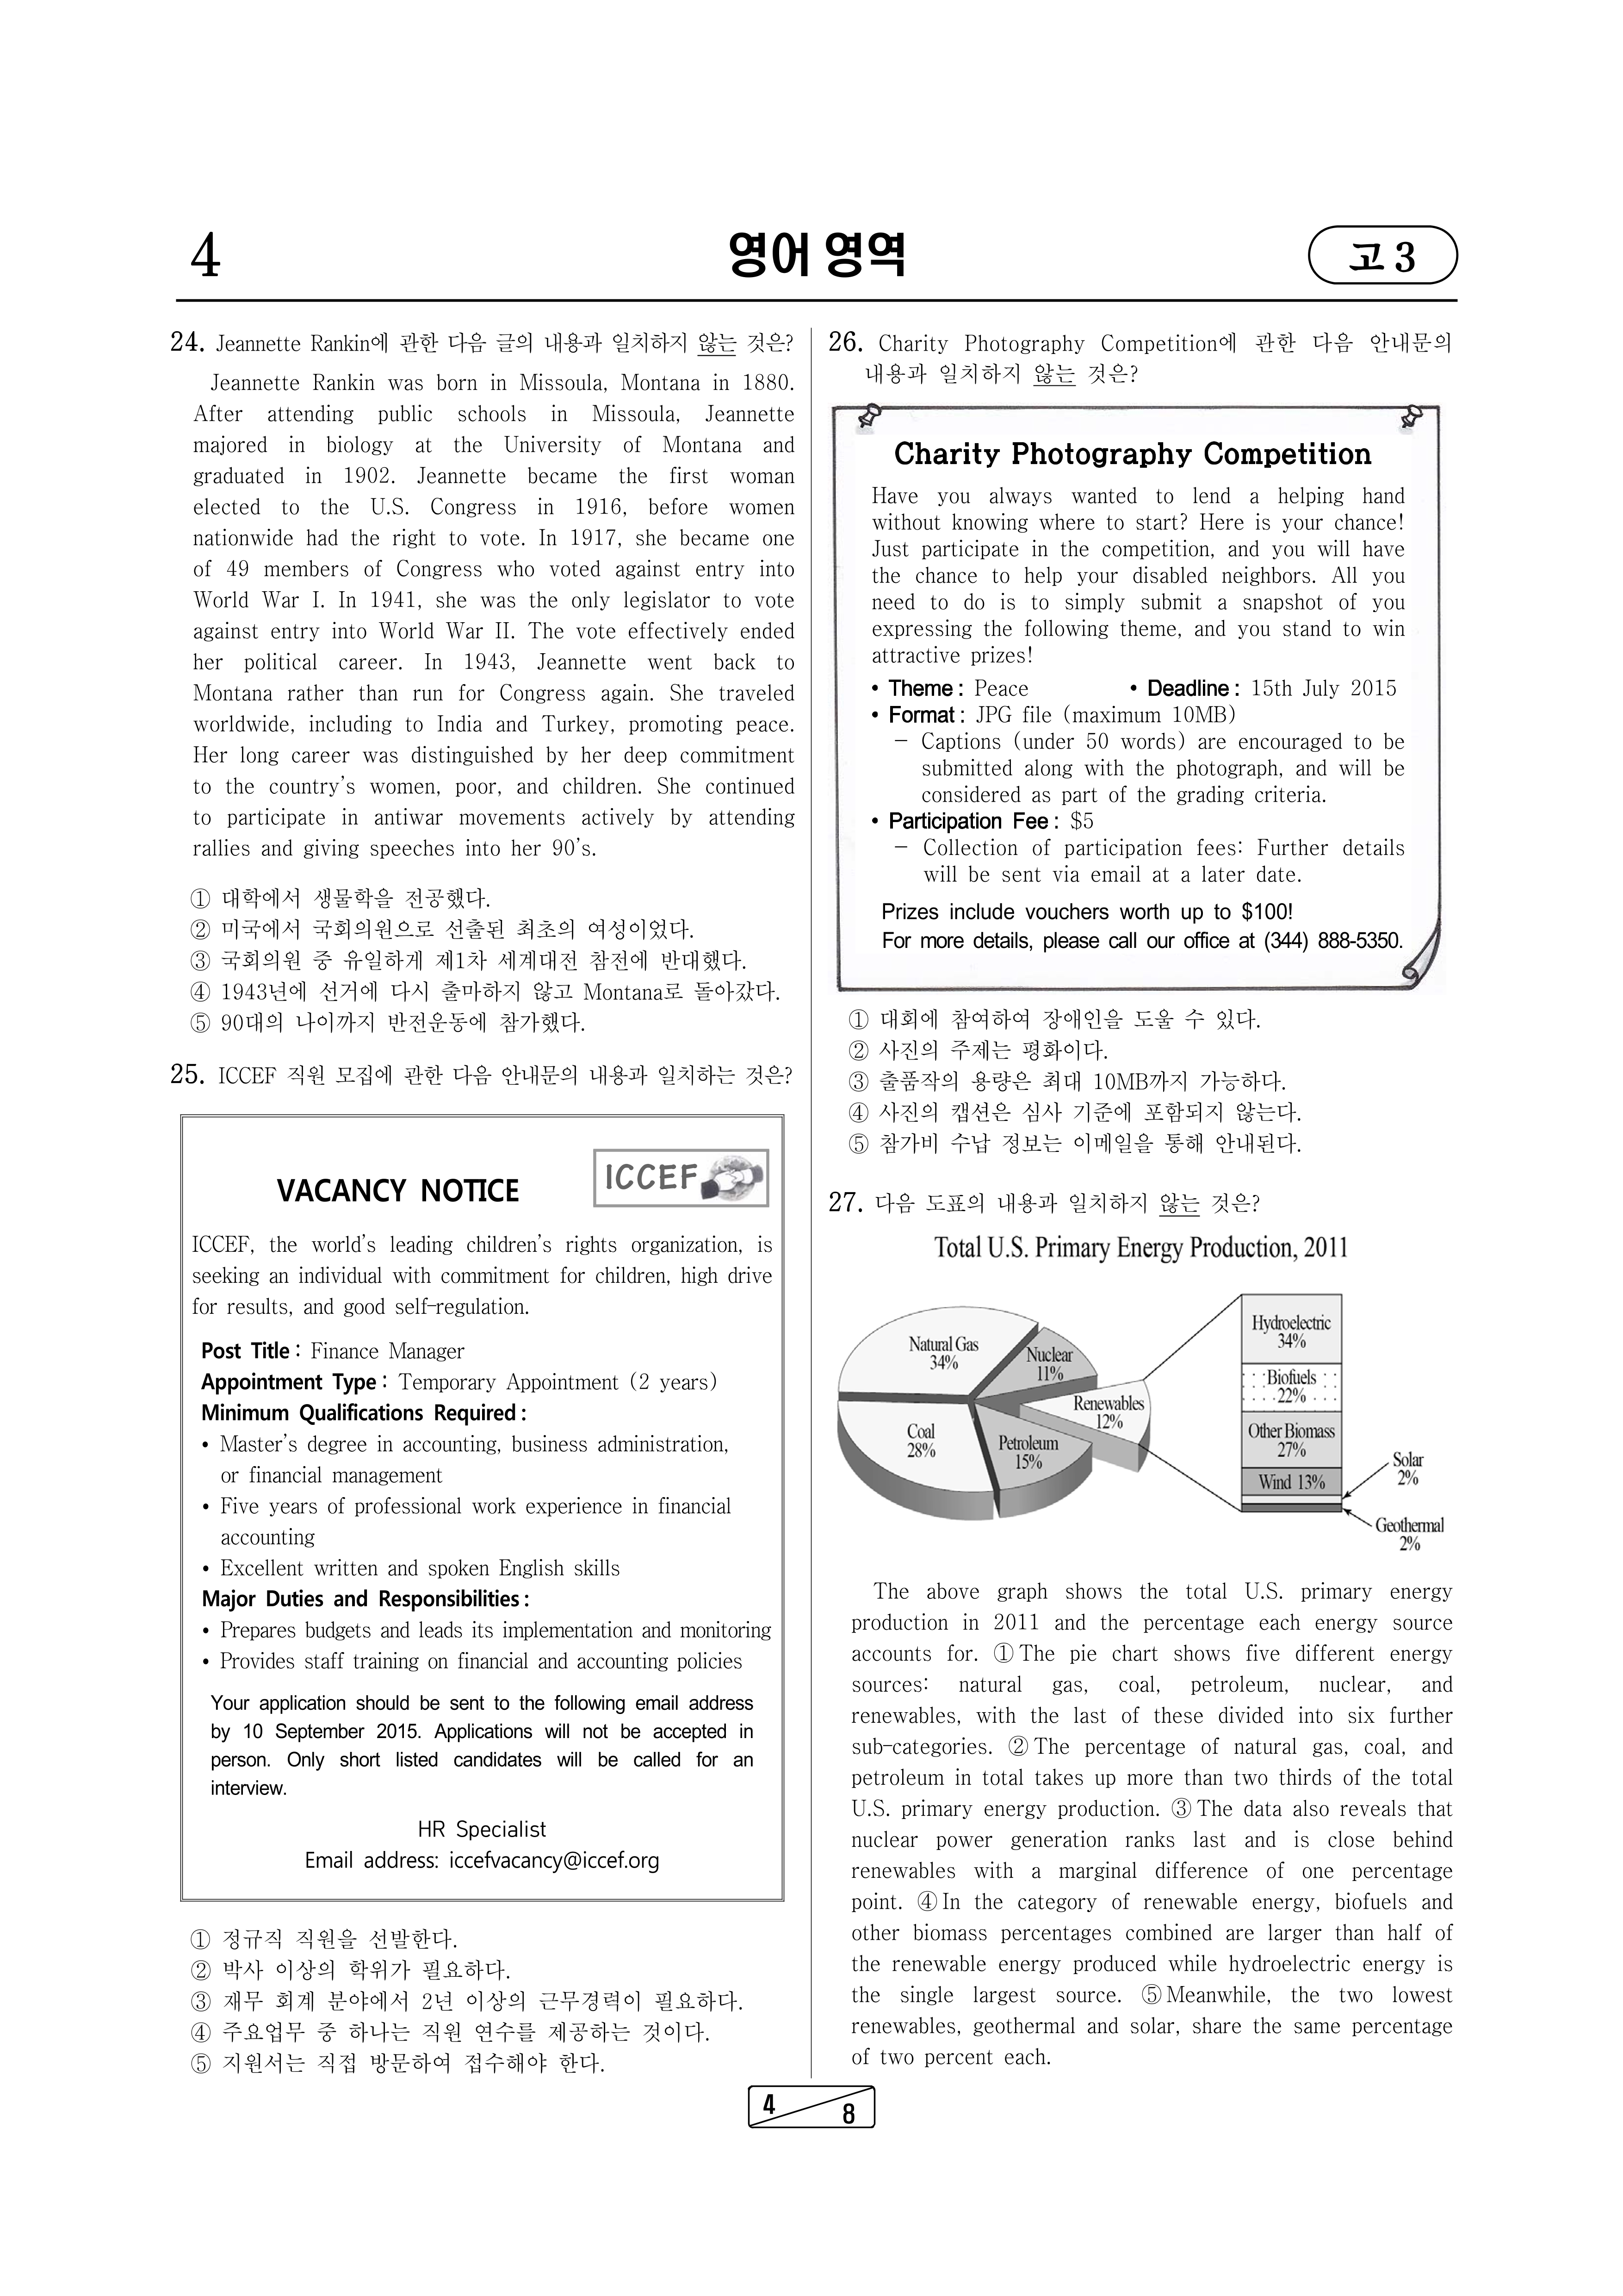 4
영어 영역
고 3
24. Jeannette Rankin에 관한 다음 글의 내용과 일치하지 않는 것은?
Jeannette Rankin was born in Missoula, Montana in 1880.
After attending public schools in Missoula, Jeannette
majored in biology at the University of Montana and
graduated in 1902. Jeannette became the first woman
elected to the U.S. Congress in 1916, before women
nationwide had the right to vote. In 1917, she became one
of 49 members of Congress who voted against entry into
World War I. In 1941, she was the only legislator to vote
against entry into World War II. The vote effectively ended
her political career. In 1943, Jeannette went back to
Montana rather than run for Congress again. She traveled
worldwide, including to India and Turkey, promoting peace.
Her long career was distinguished by her deep commitment
to the country's women, poor, and children. She continued
to participate in antiwar movements actively by attending
rallies and giving speeches into her 90's.
① 대학에서 생물학을 전공했다.
② 미국에서 국회의원으로 선출된 최초의 여성이었다.
③ 국회의원 중 유일하게 제1차 세계대전 참전에 반대했다.
④ 1943년에 선거에 다시 출마하지 않고 Montana로 돌아갔다.
⑤ 90대의 나이까지 반전운동에 참가했다.
25. ICCEF 직원 모집에 관한 다음 안내문의 내용과 일치하는 것은?
VACANCY NOTICE
ICCEF
ICCEF, the world's leading children's rights organization, is
seeking an individual with commitment for children, high drive
for results, and good self-regulation.
Post Title : Finance Manager
Appointment Type : Temporary Appointment (2 years)
Minimum Qualifications Required :
• Master's degree in accounting, business administration,
or financial management
• Five years of professional work experience in financial
accounting
• Excellent written and spoken English skills
Major Duties and Responsibilities :
• Prepares budgets and leads its implementation and monitoring
• Provides staff training on financial and accounting policies
Your application should be sent to the following email address
by 10 September 2015. Applications will not be accepted in
person. Only short listed candidates will be called for an
interview.
HR Specialist
Email address: iccefvacancy@iccef.org
① 정규직 직원을 선발한다.
② 박사 이상의 학위가 필요하다.
③ 재무 회계 분야에서 2년 이상의 근무경력이 필요하다.
④ 주요업무 중 하나는 직원 연수를 제공하는 것이다.
⑤ 지원서는 직접 방문하여 접수해야 한다.
26. Charity Photography Competition에 관한 다음 안내문의
내용과 일치하지 않는 것은?
Charity Photography Competition
Have you always wanted to lend a helping hand
without knowing where to start? Here is your chance!
Just participate in the competition, and you will have
the chance to help your disabled neighbors. All you
need to do is to simply submit a snapshot of you
expressing the following theme, and you stand to win
attractive prizes!
• Theme : Peace • Deadline : 15th July 2015
• Format : JPG file (maximum 10MB)
- Captions (under 50 words) are encouraged to be
submitted along with the photograph, and will be
considered as part of the grading criteria.
• Participation Fee : $5
- Collection of participation fees: Further details
will be sent via email at a later date.
Prizes include vouchers worth up to $100!
For more details, please call our office at (344) 888-5350.
① 대회에 참여하여 장애인을 도울 수 있다.
② 사진의 주제는 평화이다.
③ 출품작의 용량은 최대 10MB까지 가능하다.
④ 사진의 캡션은 심사 기준에 포함되지 않는다.
⑤ 참가비 수납 정보는 이메일을 통해 안내된다.
27. 다음 도표의 내용과 일치하지 않는 것은?
Total U.S. Primary Energy Production, 2011
Natural Gas
34%
Nuclear
11%
Renewables
12%
Coal
28%
Petroleum
15%
Hydroelectric
34%
Biofuels
22%
Other Biomass
27%
Wind 13%
Solar
2%
Geothermal
2%
The above graph shows the total U.S. primary energy
production in 2011 and the percentage each energy source
accounts for. ① The pie chart shows five different energy
sources: natural gas, coal, petroleum, nuclear, and
renewables, with the last of these divided into six further
sub-categories. ② The percentage of natural gas, coal, and
petroleum in total takes up more than two thirds of the total
U.S. primary energy production. ③ The data also reveals that
nuclear power generation ranks last and is close behind
renewables with a marginal difference of one percentage
point. ④ In the category of renewable energy, biofuels and
other biomass percentages combined are larger than half of
the renewable energy produced while hydroelectric energy is
the single largest source. ⑤ Meanwhile, the two lowest
renewables, geothermal and solar, share the same percentage
of two percent each.
4
8